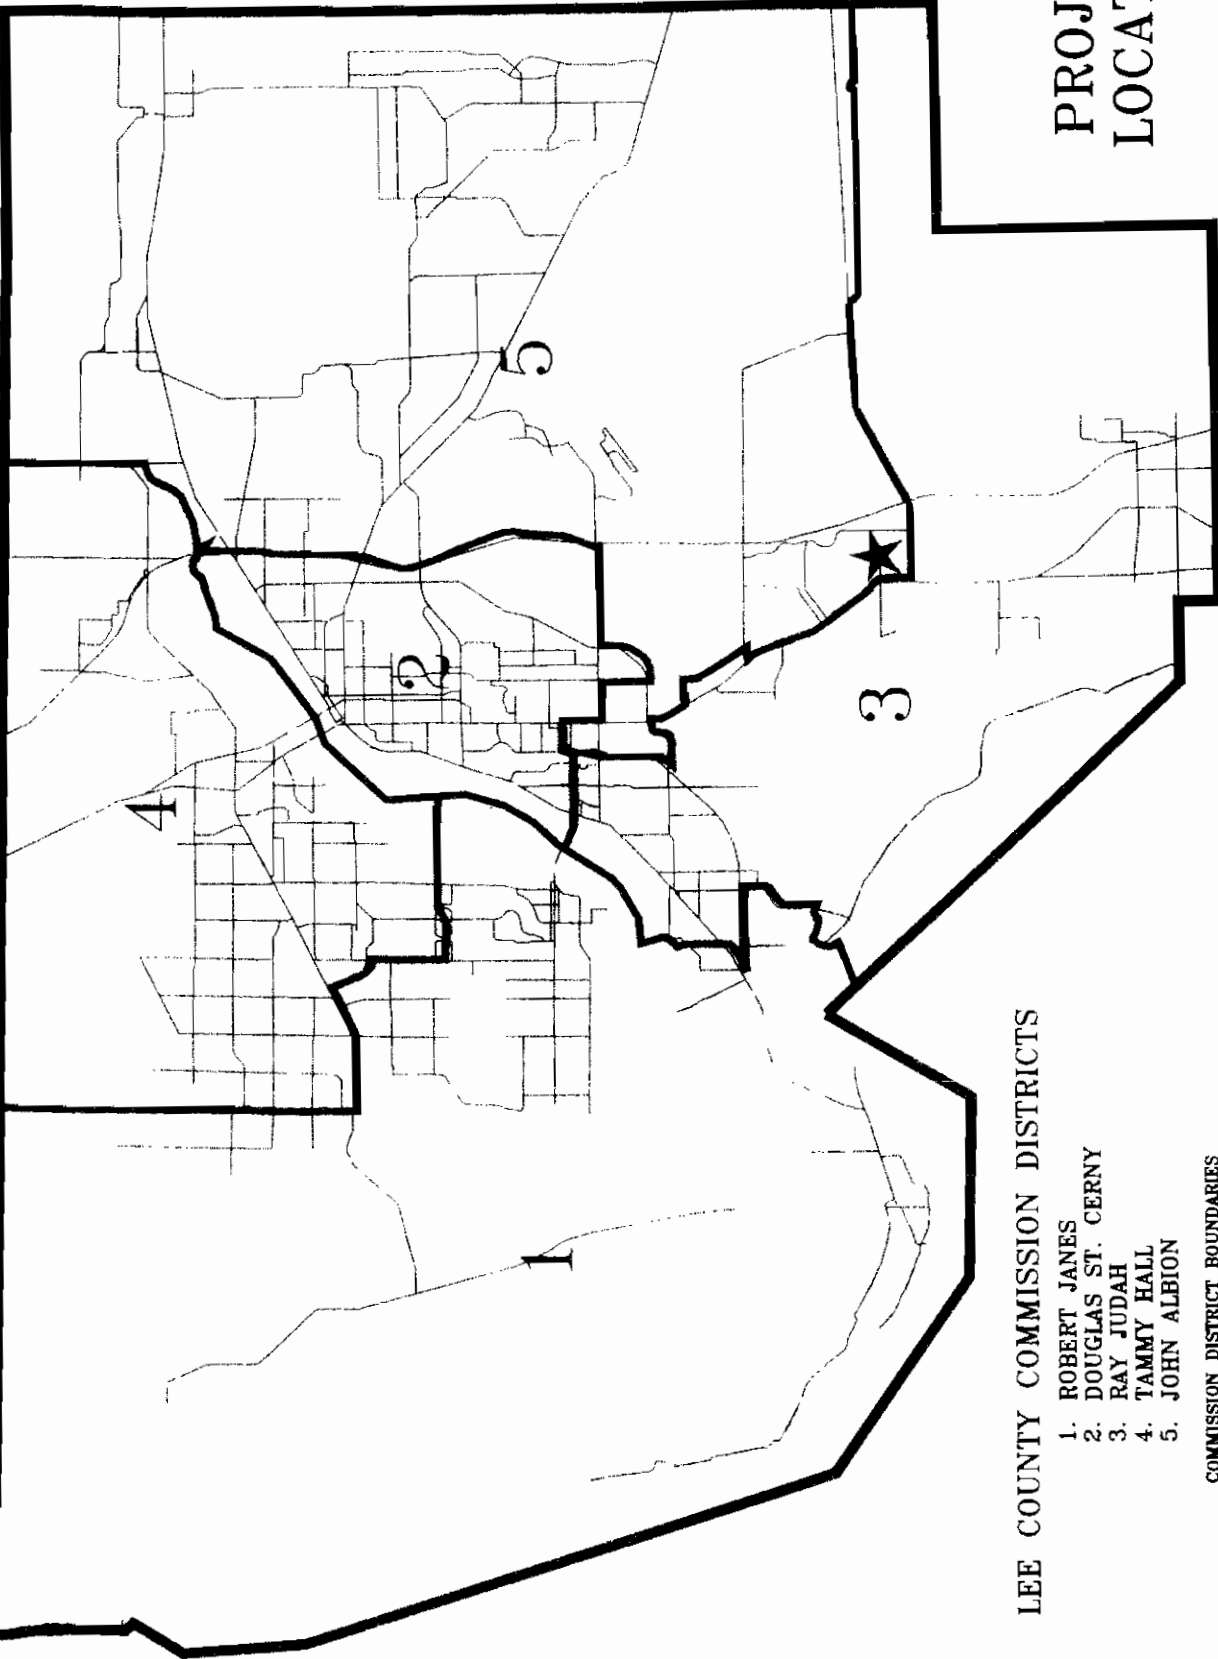 PROJ
LOCAT
5
2
4
3
1
LEE COUNTY COMMISSION DISTRICTS
1. ROBERT JANES
2. DOUGLAS ST. CERNY
3. RAY JUDAH
4. TAMMY HALL
5. JOHN ALBION
COMMISSION DISTRICT BOUNDARIES